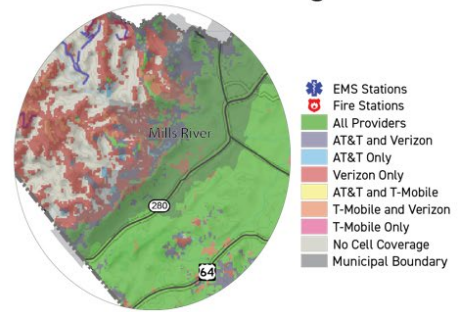 Mills River
280
64
EMS Stations
Fire Stations
All Providers
AT&T and Verizon
AT&T Only
Verizon Only
AT&T and T-Mobile
T-Mobile and Verizon
T-Mobile Only
No Cell Coverage
Municipal Boundary